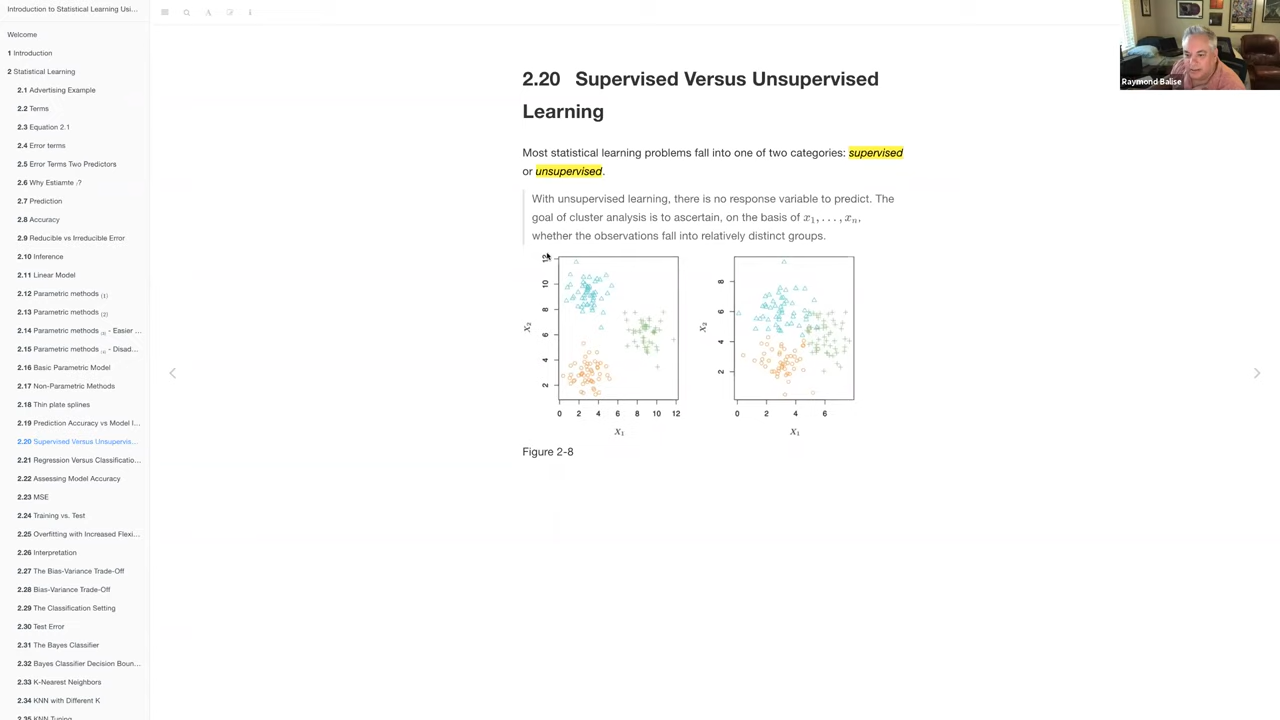 Introduction to Statistical Learning Usi...
Welcome
1 Introduction
2 Statistical Learning
2.1 Advertising Example
2.2 Terms
2.3 Equation 2.1
2.4 Error terms
2.5 Error Terms Two Predictors
2.6 Why Estiamte ?
2.7 Prediction
2.8 Accuracy
2.9 Reducible vs Irreducible Error
2.10 Inference
2.11 Linear Model
2.12 Parametric methods (1)
2.13 Parametric methods (2)
2.14 Parametric methods - Easier ...
2.15 Parametric methods - Disad...
2.16 Basic Parametric Model
2.17 Non-Parametric Methods
2.18 Thin plate splines
2.19 Prediction Accuracy vs Model I...
2.20 Supervised Versus Unsupervis...
2.21 Regression Versus Classificatio...
2.22 Assessing Model Accuracy
2.23 MSE
2.24 Training vs. Test
2.25 Overfitting with Increased Flexi...
2.26 Interpretation
2.27 The Bias-Variance Trade-Off
2.28 Bias-Variance Trade-Off
2.29 The Classification Setting
2.30 Test Error
2.31 The Bayes Classifier
2.32 Bayes Classifier Decision Boun...
2.33 K-Nearest Neighbors
2.34 KNN with Different K
2.35 KNN Tuning
2.20 Supervised Versus Unsupervised
Learning
Most statistical learning problems fall into one of two categories: supervised
or unsupervised.
With unsupervised learning, there is no response variable to predict. The
goal of cluster analysis is to ascertain, on the basis of x₁, . . . , xₙ,
whether the observations fall into relatively distinct groups.
12
10
8
6
4
2
X₂
0 2 4 6 8 10 12
X₁
8
6
4
2
X₂
0 2 4 6
X₁
Figure 2-8
Raymond Balise